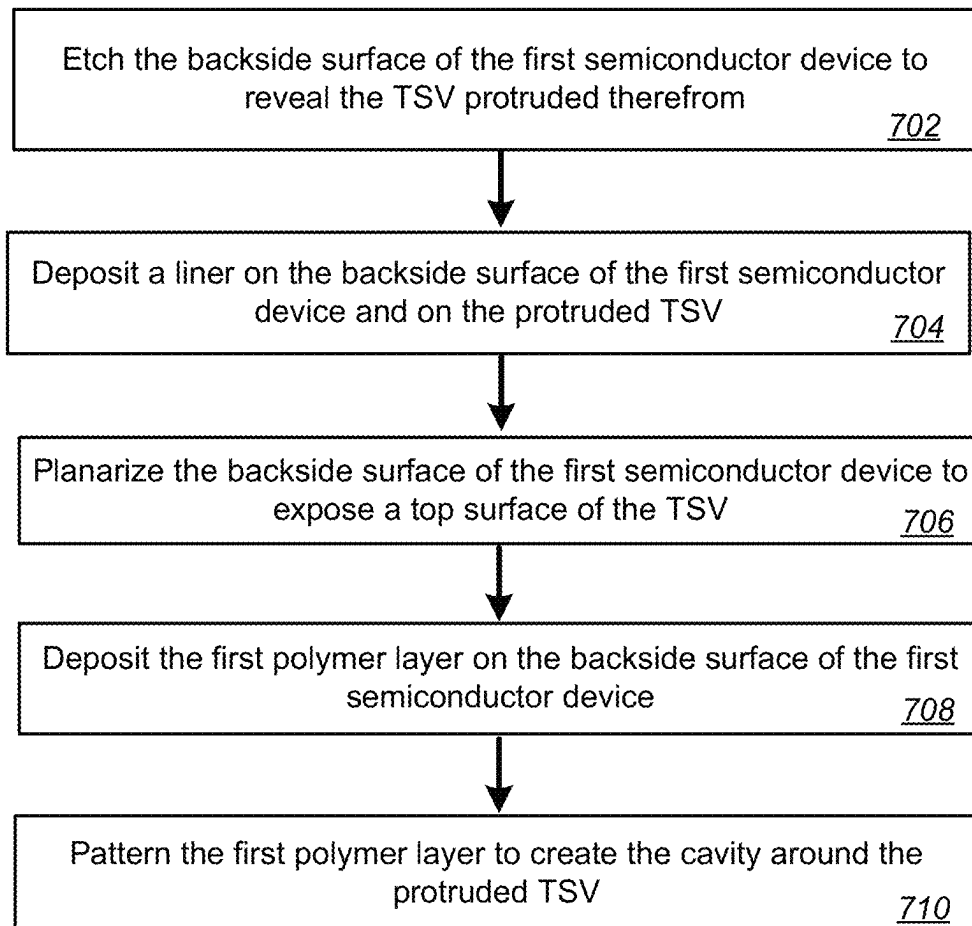 Etch the backside surface of the first semiconductor device to
reveal the TSV protruded therefrom
702
Deposit a liner on the backside surface of the first semiconductor
device and on the protruded TSV
704
Planarize the backside surface of the first semiconductor device to
expose a top surface of the TSV
706
Deposit the first polymer layer on the backside surface of the first
semiconductor device
708
Pattern the first polymer layer to create the cavity around the
protruded TSV
710